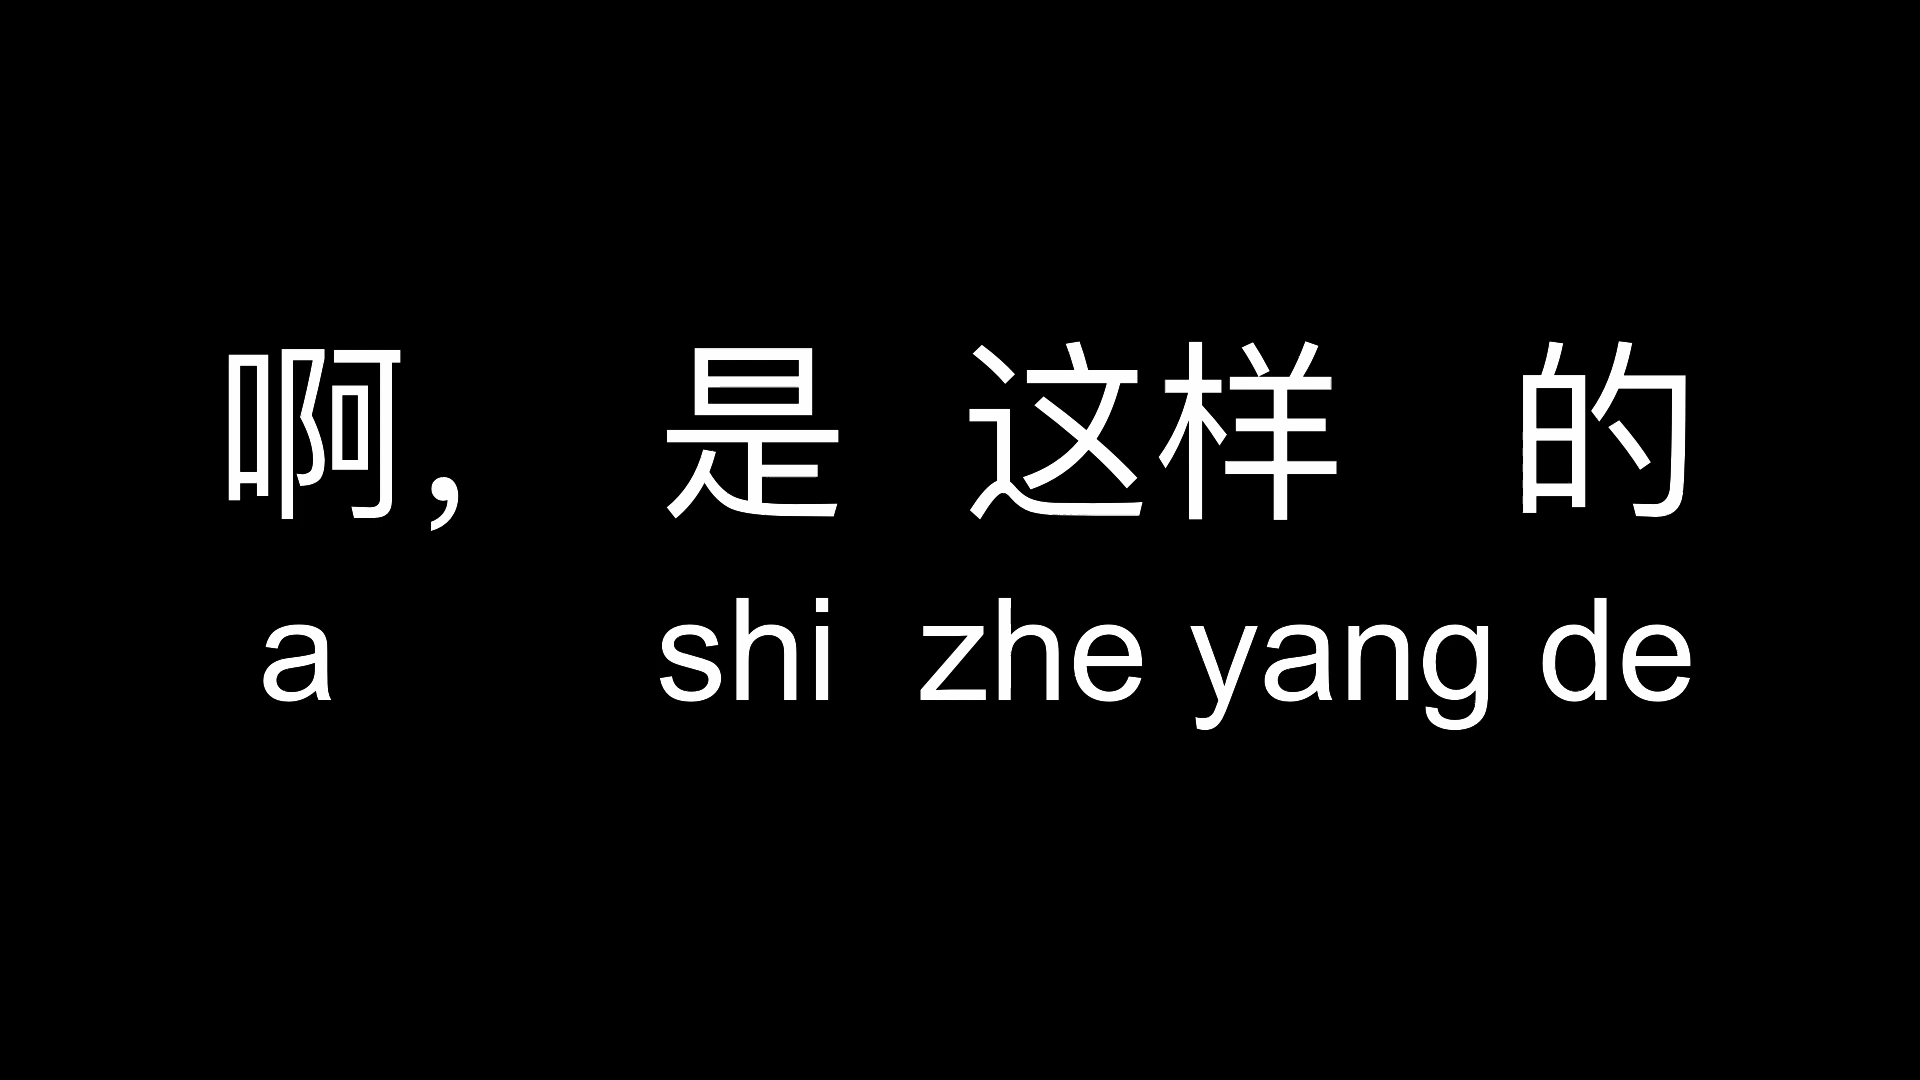 啊，是 这样 的
a shi zhe yang de